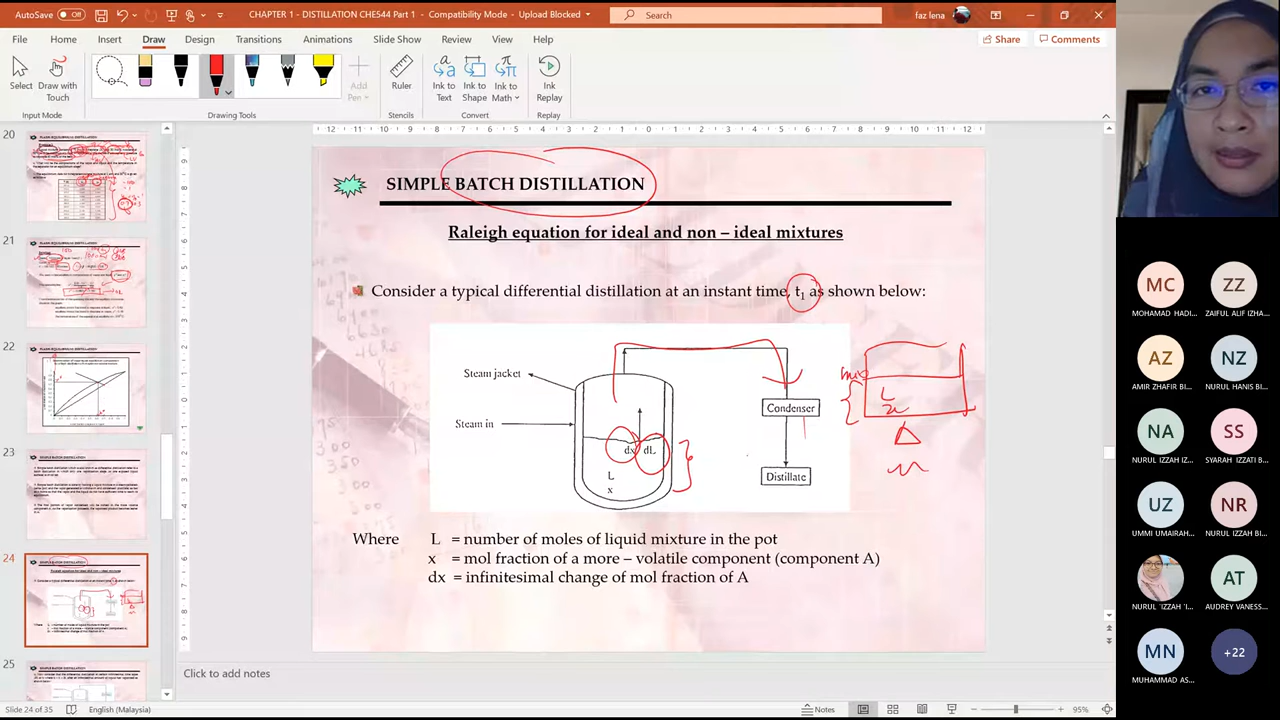 AutoSave Off
CHAPTER 1 - DISTILLATION CHES44 Part 1 - Compatibility Mode - Upload Blocked
Search
faz lena
File Home Insert Draw Design Transitions Animations Slide Show Review View Help
Share Comments
Select
Draw with Touch
Add Pen
Ruler
Ink to Text
Ink to Shape
Ink to Math
Ink Replay
Input Mode
Drawing Tools
Stencils
Convert
Replay
20
21
22
23
24
25
SIMPLE BATCH DISTILLATION
Raleigh equation for ideal and non – ideal mixtures
Consider a typical differential distillation at an instant time, t, as shown below:
Steam jacket
Steam in
dx dL
L
x
Condenser
Distillate
L
x
Where L = number of moles of liquid mixture in the pot
x = mol fraction of a more – volatile component (component A)
dx = infinitesimal change of mol fraction of A
Click to add notes
Slide 24 of 35
English (Malaysia)
Notes
95%
MC
MOHAMAD HADI...
ZZ
ZAIFUL ALIF IZHA...
AZ
AMIR ZHAFIR BI...
NZ
NURUL HANIS BI...
NA
NURUL IZZAH IZ...
SS
SYARAH IZZATI B...
UZ
UMMI UMAIRAH...
NR
NURUL IZZAH BI...
NURUL 'IZZAH 'I...
AT
AUDREY VANESS...
MN
MUHAMMAD AS...
+22